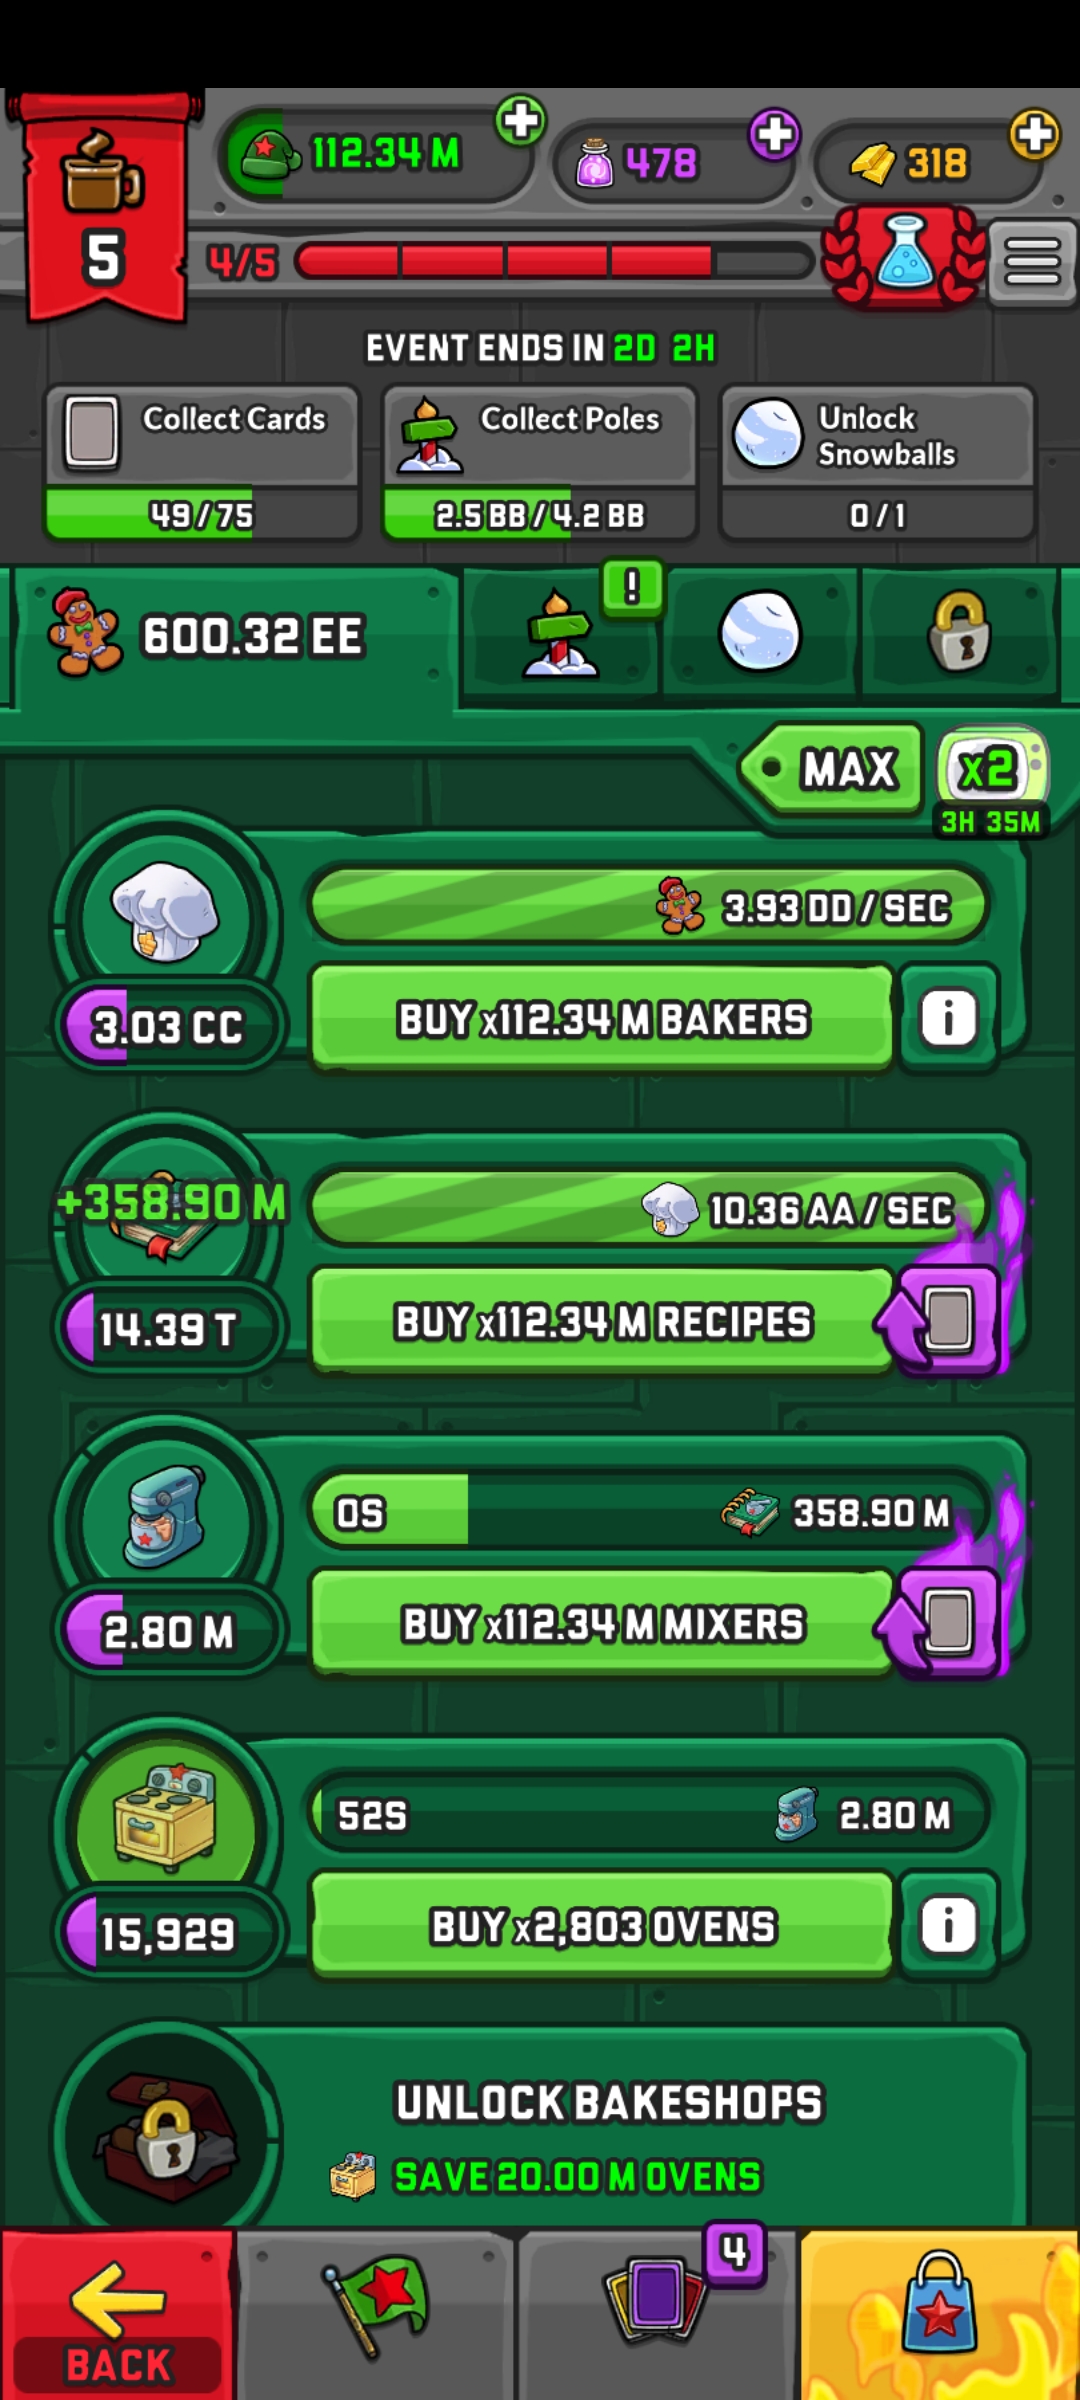 112.34 M
478
318
5
4/5
EVENT ENDS IN 2D 2H
Collect Cards
49/75
Collect Poles
2.5 BB/4.2 BB
Unlock
Snowballs
0/1
600.32 EE
!
MAX
x2
3H 35M
3.93 DD/SEC
3.03 CC
BUY x112.34 M BAKERS
i
+358.90 M
10.36 AA/SEC
14.39 T
BUY x112.34 M RECIPES
0S
358.90 M
2.80 M
BUY x112.34 M MIXERS
52S
2.80 M
15,929
BUY x2,803 OVENS
i
UNLOCK BAKESHOPS
SAVE 20.00 M OVENS
4
BACK